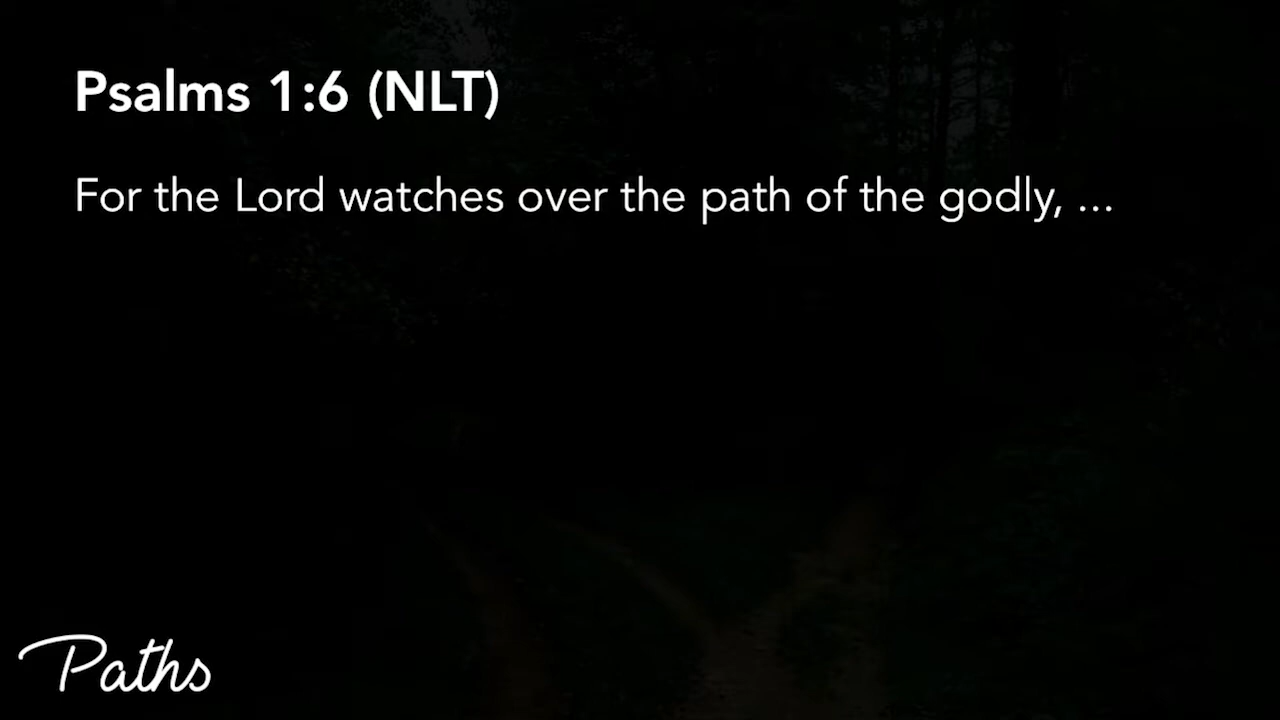 Psalms 1:6 (NLT)
For the Lord watches over the path of the godly, ...
Paths